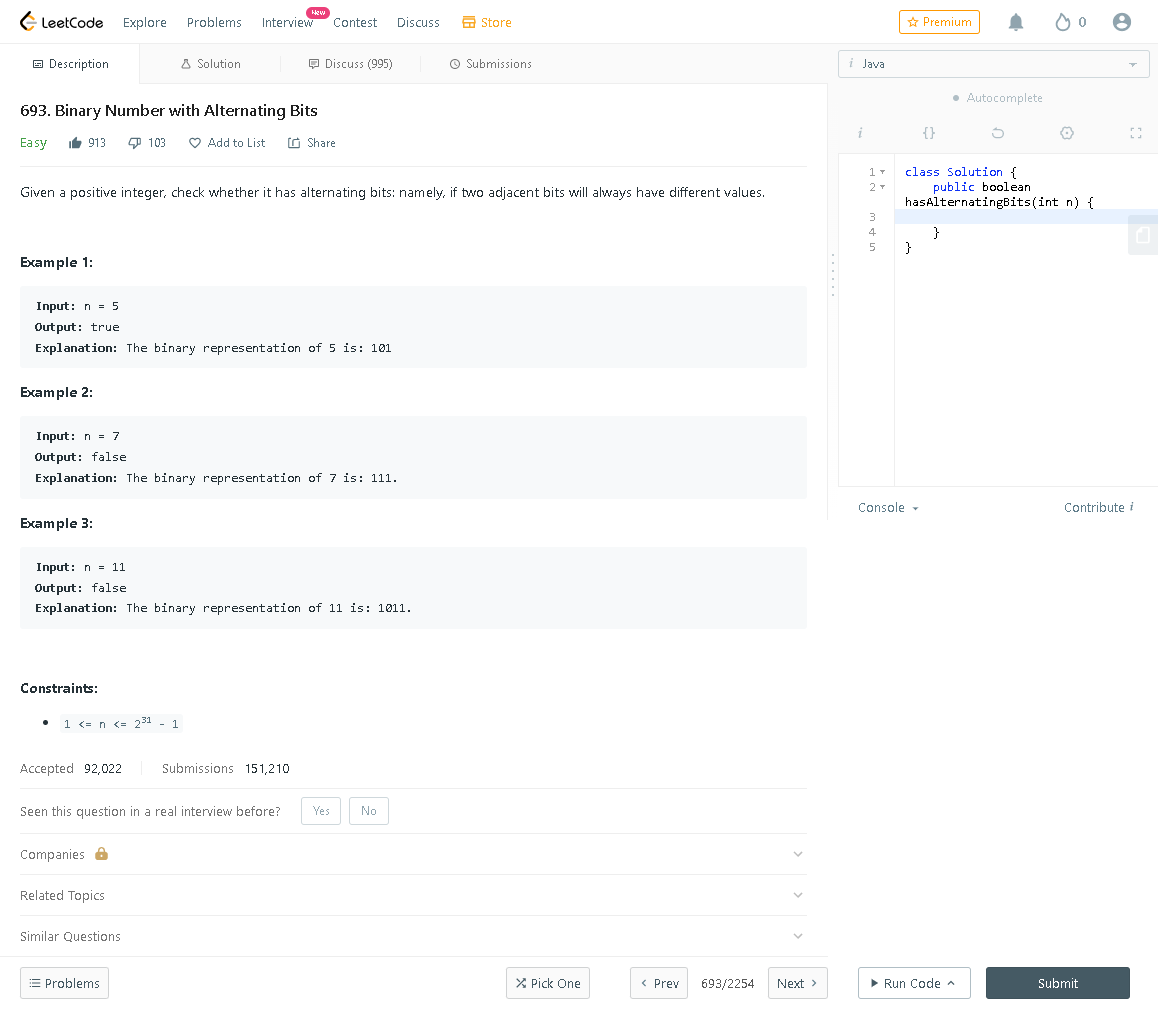 LeetCode Explore Problems Interview New Contest Discuss Store Premium 0
Description Solution Discuss (995) Submissions
i Java
Autocomplete
i {}
693. Binary Number with Alternating Bits
Easy 913 103 Add to List Share
Given a positive integer, check whether it has alternating bits: namely, if two adjacent bits will always have different values.
Example 1:
Input: n = 5
Output: true
Explanation: The binary representation of 5 is: 101
Example 2:
Input: n = 7
Output: false
Explanation: The binary representation of 7 is: 111.
Example 3:
Input: n = 11
Output: false
Explanation: The binary representation of 11 is: 1011.
Constraints:
1 <= n <= 2³¹ - 1
Accepted 92,022 Submissions 151,210
Seen this question in a real interview before? Yes No
Companies
Related Topics
Similar Questions
Problems Pick One Prev 693/2254 Next
1 class Solution {
2 public boolean
hasAlternatingBits(int n) {
3
4 }
5 }
Console Contribute i
Run Code Submit